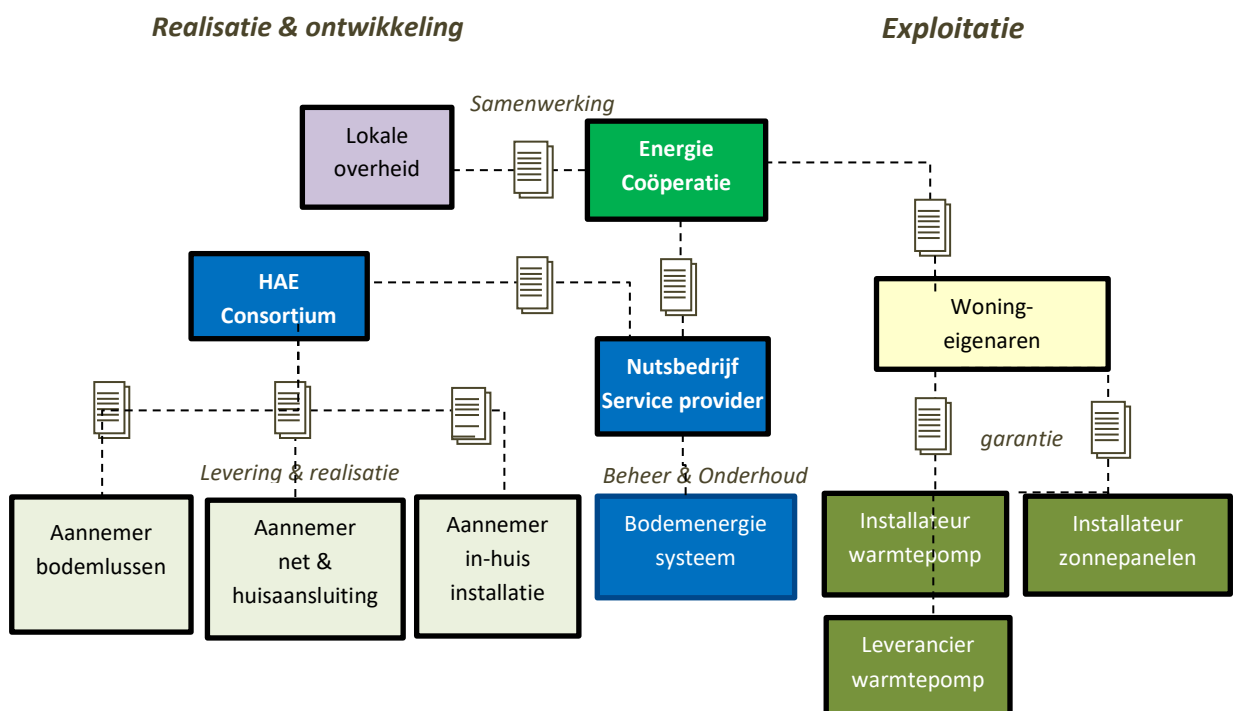 Realisatie & ontwikkeling
Exploitatie
Samenwerking
Lokale
overheid
Energie
Coöperatie
HAE
Consortium
Woning-
eigenaren
Nutsbedrijf
Service provider
garantie
Levering & realisatie
Beheer & Onderhoud
Aannemer
bodemlussen
Aannemer
net &
huisaansluiting
Aannemer
in-huis
installatie
Bodemenergie
systeem
Installateur
warmtepomp
Installateur
zonnepanelen
Leverancier
warmtepomp